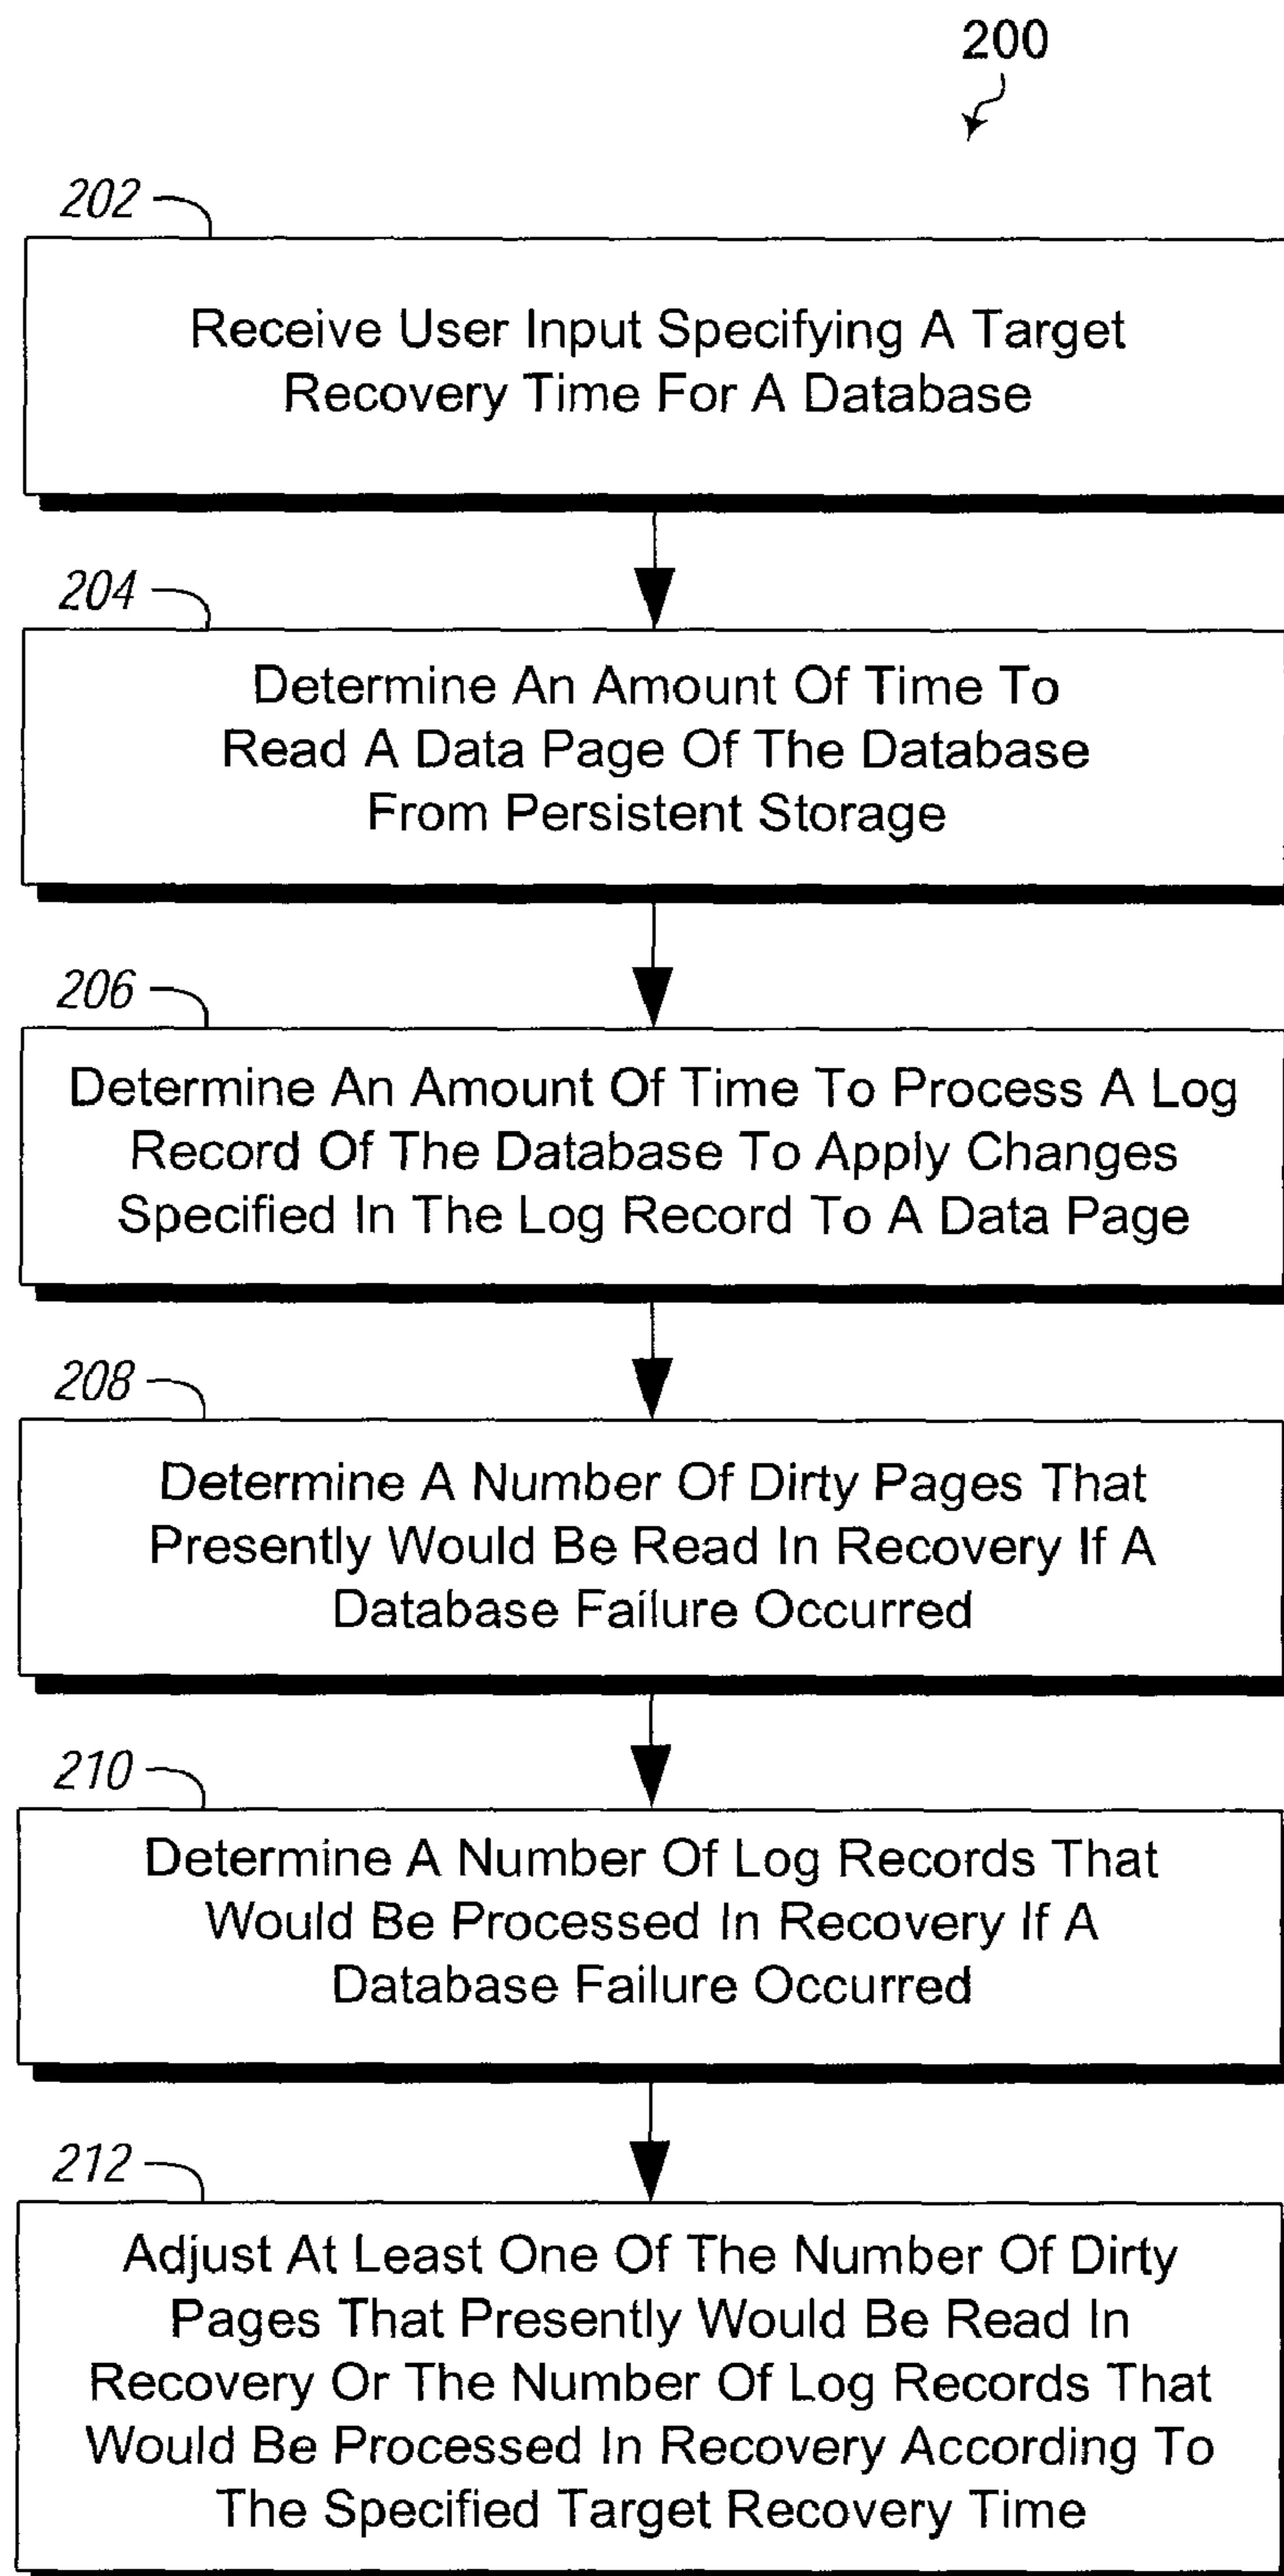 200
202
Receive User Input Specifying A Target
Recovery Time For A Database
204
Determine An Amount Of Time To
Read A Data Page Of The Database
From Persistent Storage
206
Determine An Amount Of Time To Process A Log
Record Of The Database To Apply Changes
Specified In The Log Record To A Data Page
208
Determine A Number Of Dirty Pages That
Presently Would Be Read In Recovery If A
Database Failure Occurred
210
Determine A Number Of Log Records That
Would Be Processed In Recovery If A
Database Failure Occurred
212
Adjust At Least One Of The Number Of Dirty
Pages That Presently Would Be Read In
Recovery Or The Number Of Log Records That
Would Be Processed In Recovery According To
The Specified Target Recovery Time